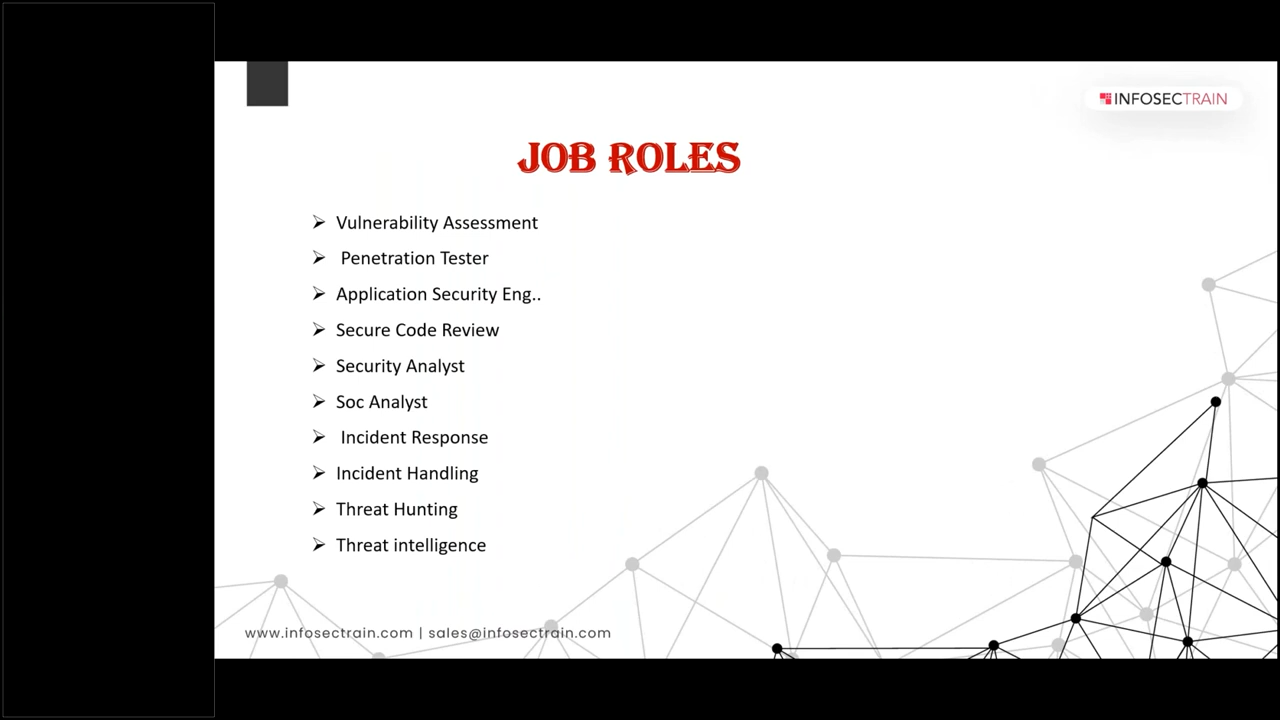 INFOSECTRAIN
JOB ROLES
Vulnerability Assessment
Penetration Tester
Application Security Eng..
Secure Code Review
Security Analyst
Soc Analyst
Incident Response
Incident Handling
Threat Hunting
Threat intelligence
www.infosectrain.com | sales@infosectrain.com